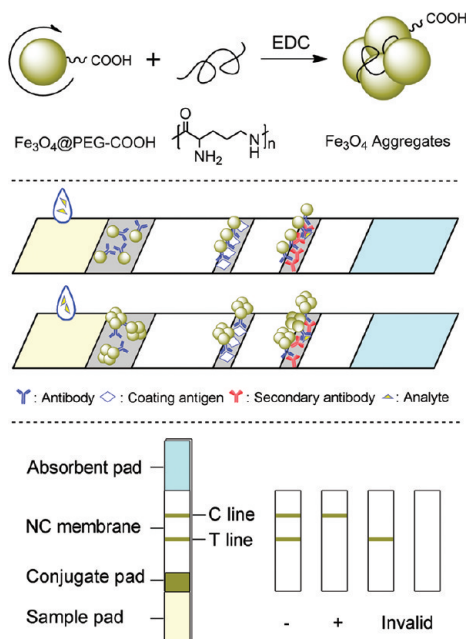 EDC
COOH
+
COOH
Fe₃O₄@PEG-COOH
O
NH₂
N
H
n
Fe₃O₄ Aggregates
: Antibody : Coating antigen : Secondary antibody : Analyte
Absorbent pad
NC membrane
C line
T line
Conjugate pad
Sample pad
- + Invalid